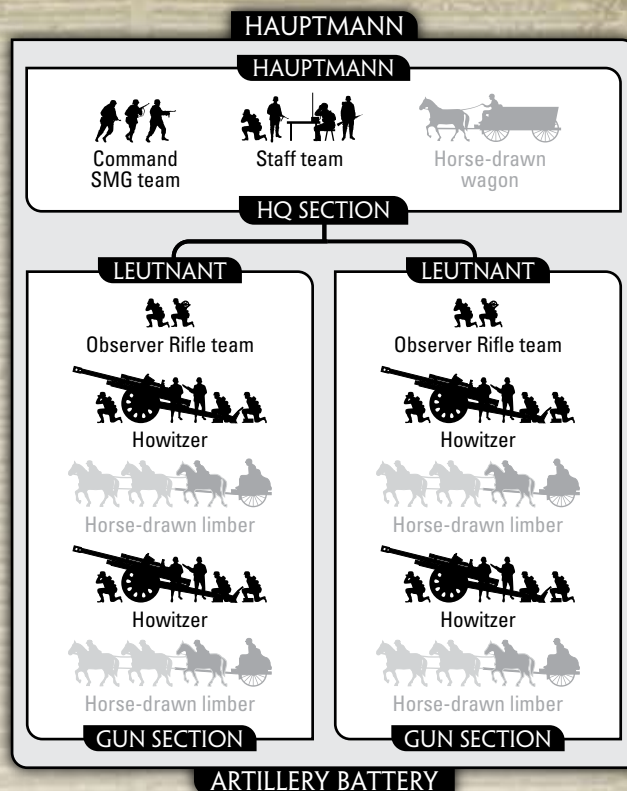 HAUPTMANN
HAUPTMANN
Command
SMG team
Staff team
Horse-drawn
wagon
HQ SECTION
LEUTNANT
Observer Rifle team
Howitzer
Horse-drawn limber
Howitzer
Horse-drawn limber
GUN SECTION
LEUTNANT
Observer Rifle team
Howitzer
Horse-drawn limber
Howitzer
Horse-drawn limber
GUN SECTION
ARTILLERY BATTERY